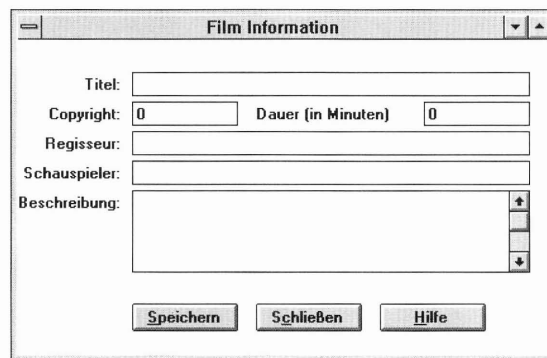 Film Information
Titel:
Copyright: 0 Dauer (in Minuten) 0
Regisseur:
Schauspieler:
Beschreibung:
Speichern Schließen Hilfe